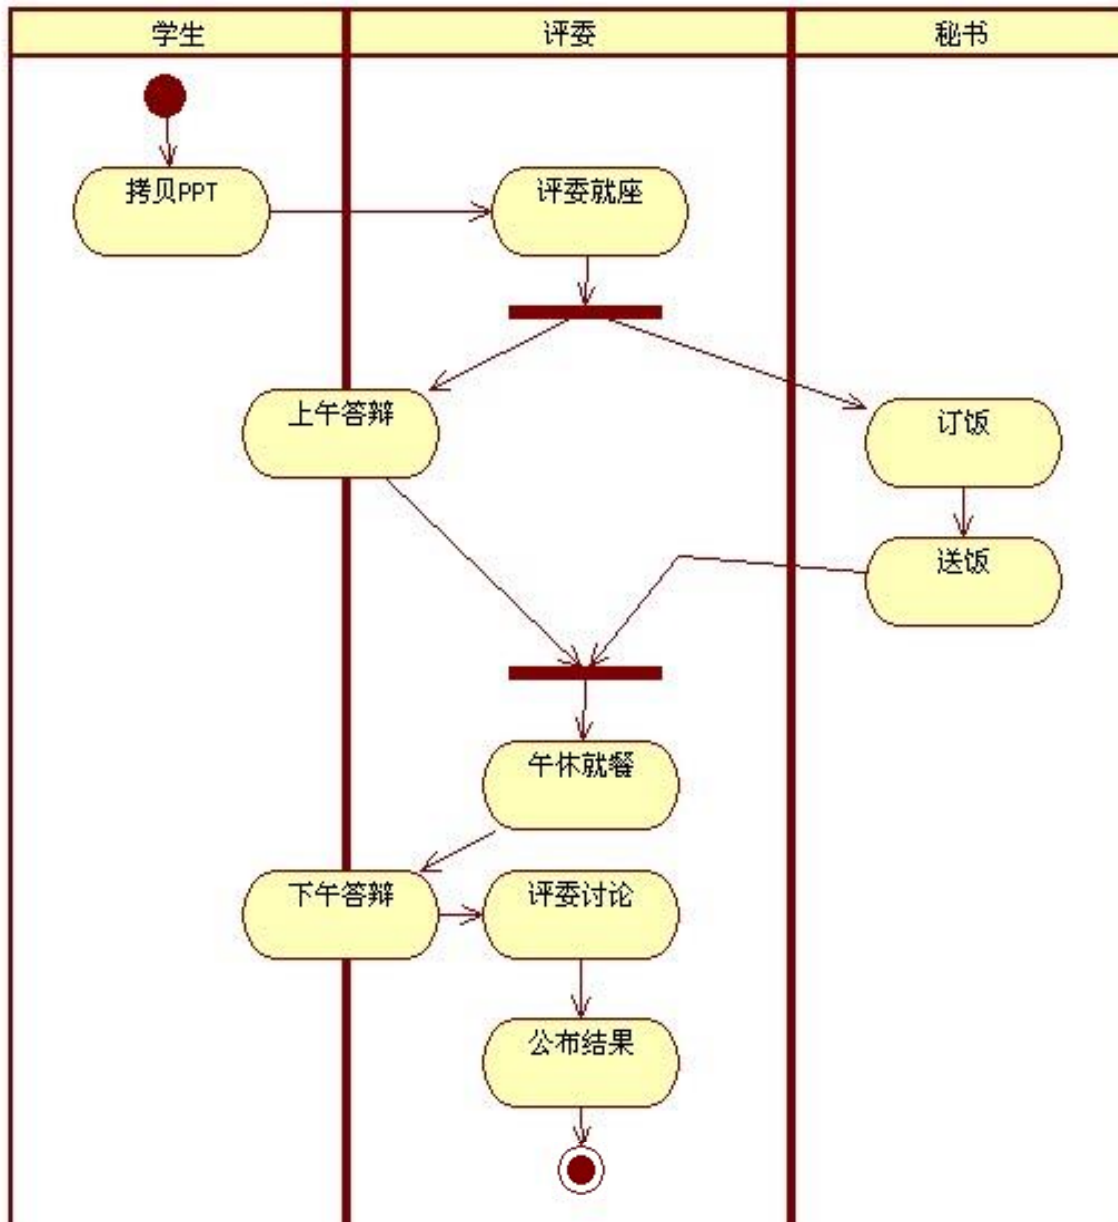 学生
评委
秘书
拷贝PPT
评委就座
上午答辩
订饭
送饭
午休就餐
下午答辩
评委讨论
公布结果